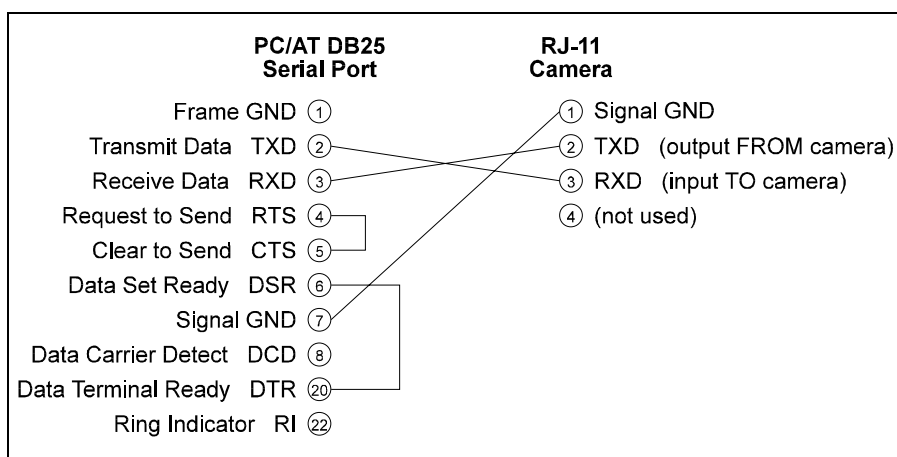 PC/AT DB25
Serial Port
RJ-11
Camera
Frame GND 1
1 Signal GND
Transmit Data TXD 2
2 TXD (output FROM camera)
Receive Data RXD 3
3 RXD (input TO camera)
Request to Send RTS 4
4 (not used)
Clear to Send CTS 5
Data Set Ready DSR 6
Signal GND 7
Data Carrier Detect DCD 8
Data Terminal Ready DTR 20
Ring Indicator RI 22